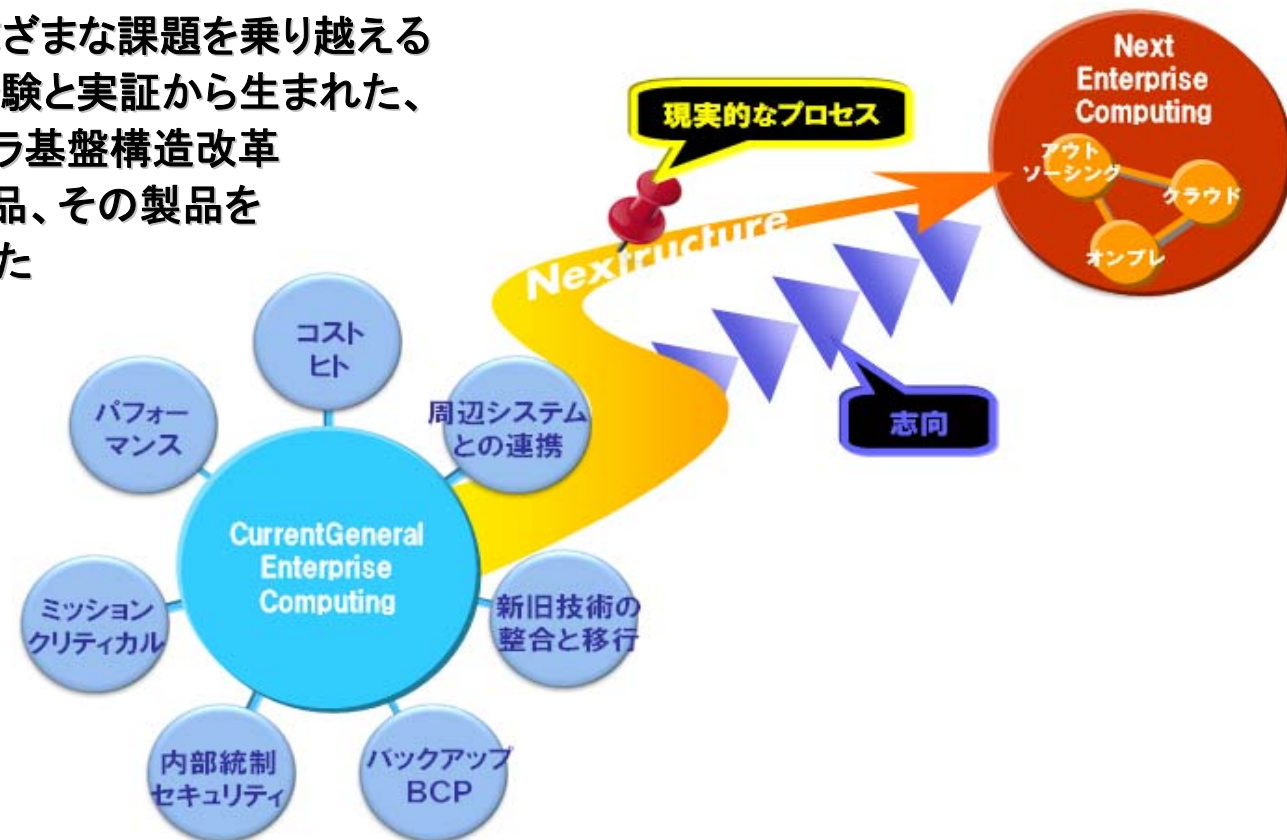 ざまな課題を乗り越える
験と実証から生まれた、
ラ基盤構造改革
品、その製品を
た
現実的なプロセス
Next
Enterprise
Computing
アウト
ソーシング
クラウド
オンプレ
Nextructure
志向
コスト
ヒト
パフォー
マンス
周辺システム
との連携
CurrentGeneral
Enterprise
Computing
ミッション
クリティカル
新旧技術の
整合と移行
内部統制
セキュリティ
バックアップ
BCP